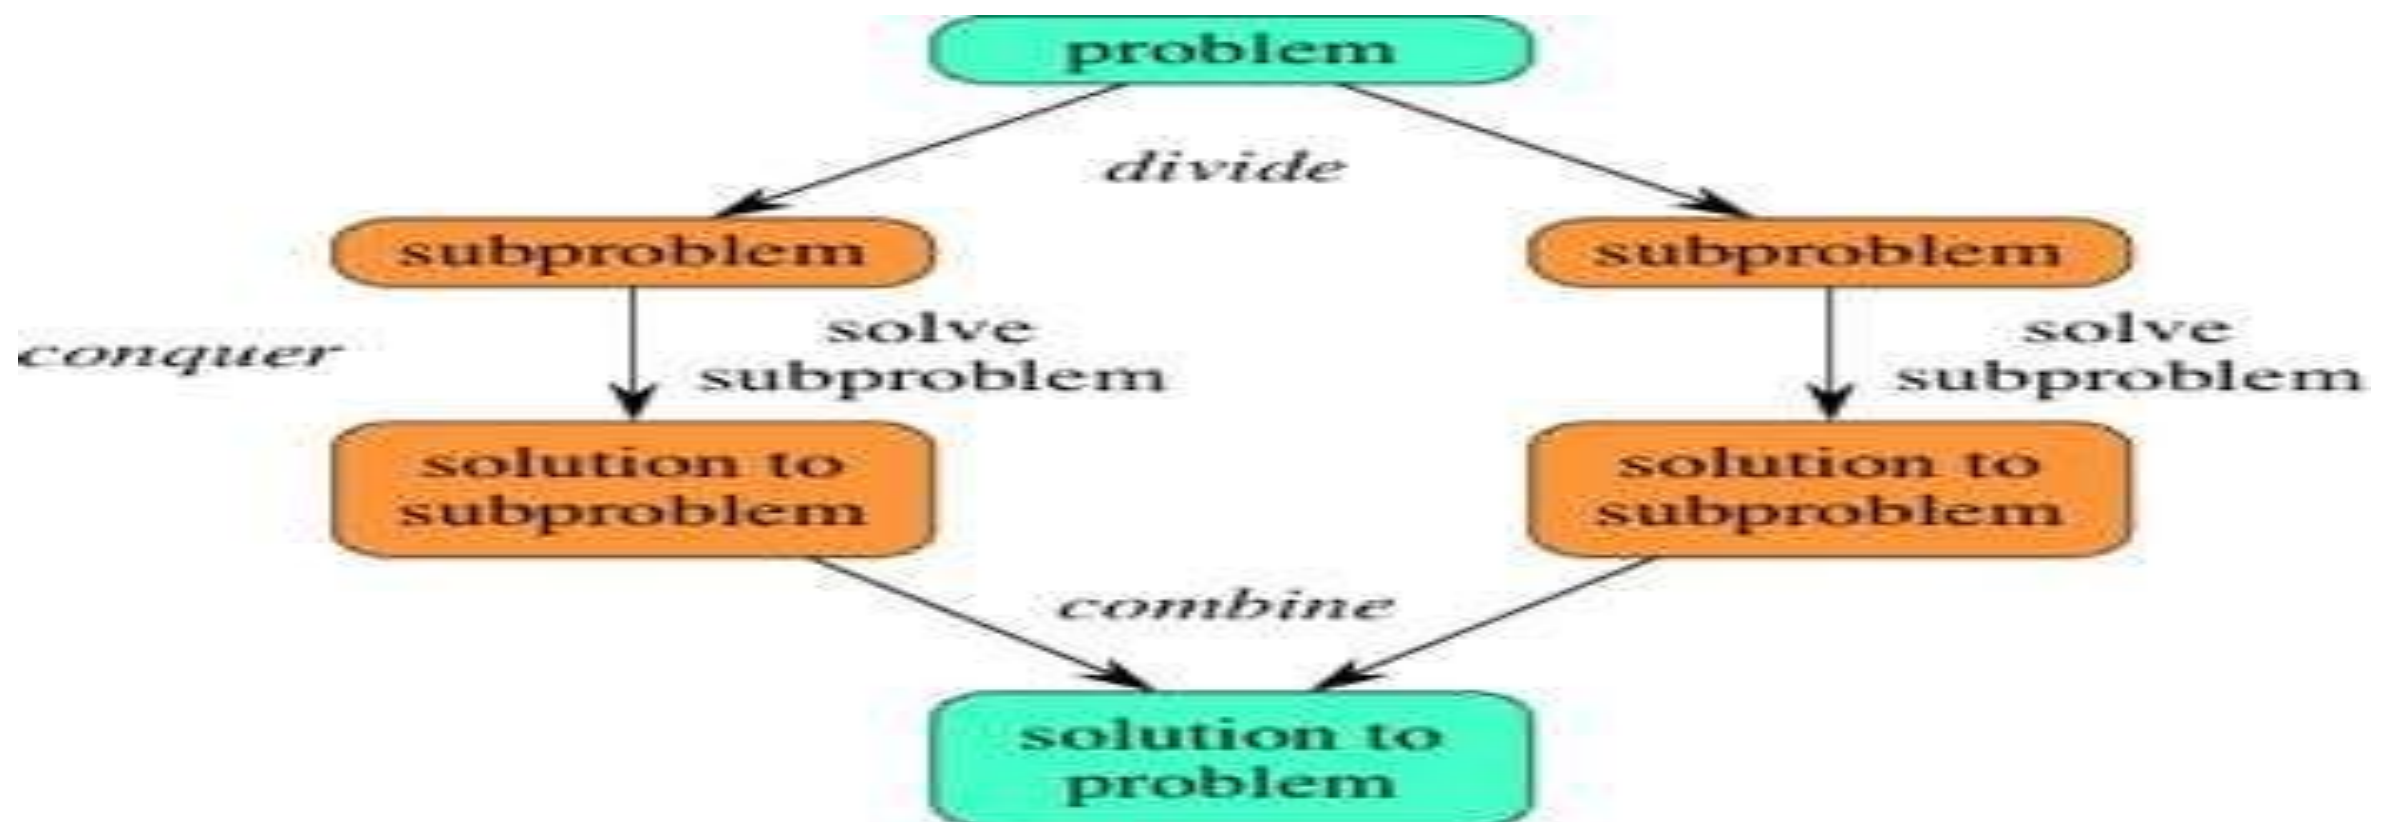 problem
divide
subproblem
subproblem
conquer
solve
subproblem
solve
subproblem
solution to
subproblem
solution to
subproblem
combine
solution to
problem